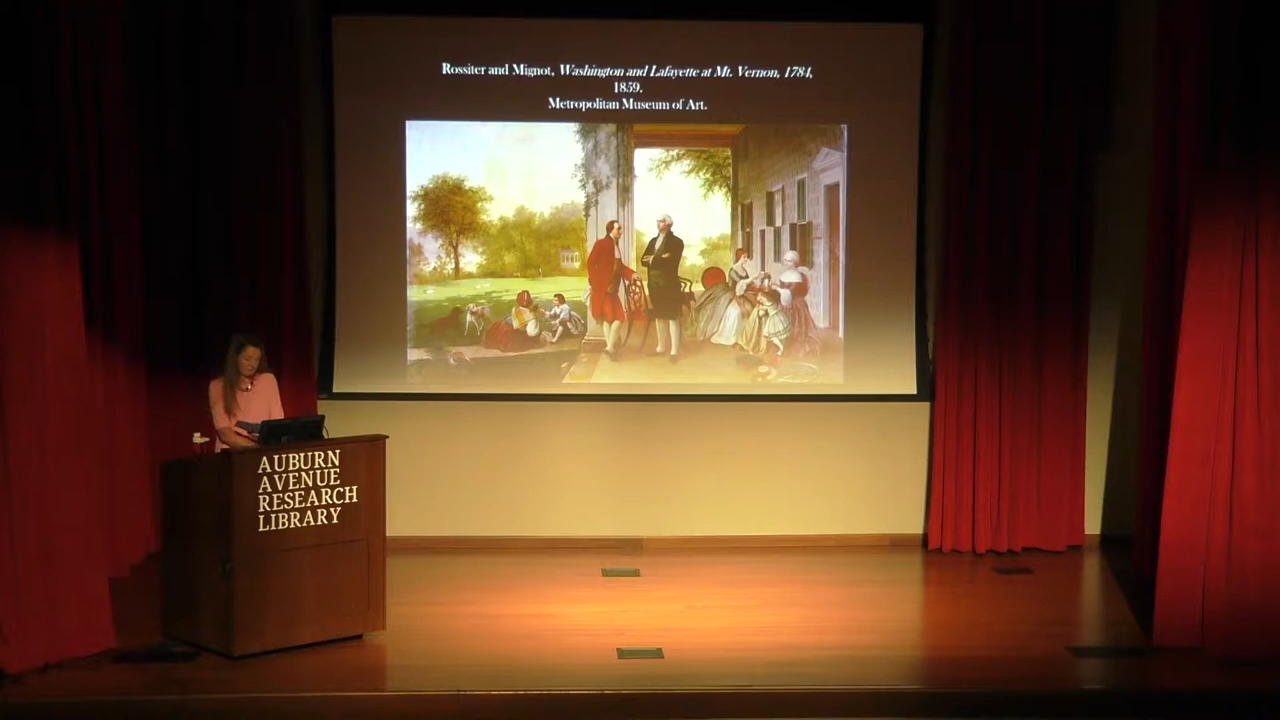 Rossiter and Mignot, Washington and Lafayette at Mt. Vernon, 1784,
1859.
Metropolitan Museum of Art.
AUBURN
AVENUE
RESEARCH
LIBRARY